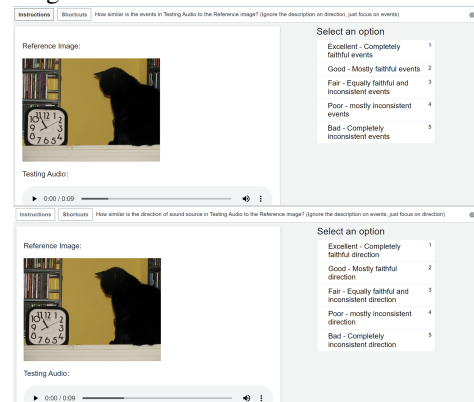 Instructions Shortcuts How similar is the events in Testing Audio to the Reference image? (Ignore the description on direction, just focus on events)
Select an option
Reference Image:
Excellent - Completely faithful events 1
Good - Mostly faithful events 2
Fair - Equally faithful and inconsistent events 3
Poor - mostly inconsistent events 4
Bad - Completely inconsistent events 5
Testing Audio:
0:00 / 0:09
Instructions Shortcuts How similar is the direction of sound source in Testing Audio to the Reference image? (Ignore the description on events, just focus on direction)
Select an option
Reference Image:
Excellent - Completely faithful direction 1
Good - Mostly faithful direction 2
Fair - Equally faithful and inconsistent direction 3
Poor - mostly inconsistent direction 4
Bad - Completely inconsistent direction 5
Testing Audio:
0:00 / 0:09